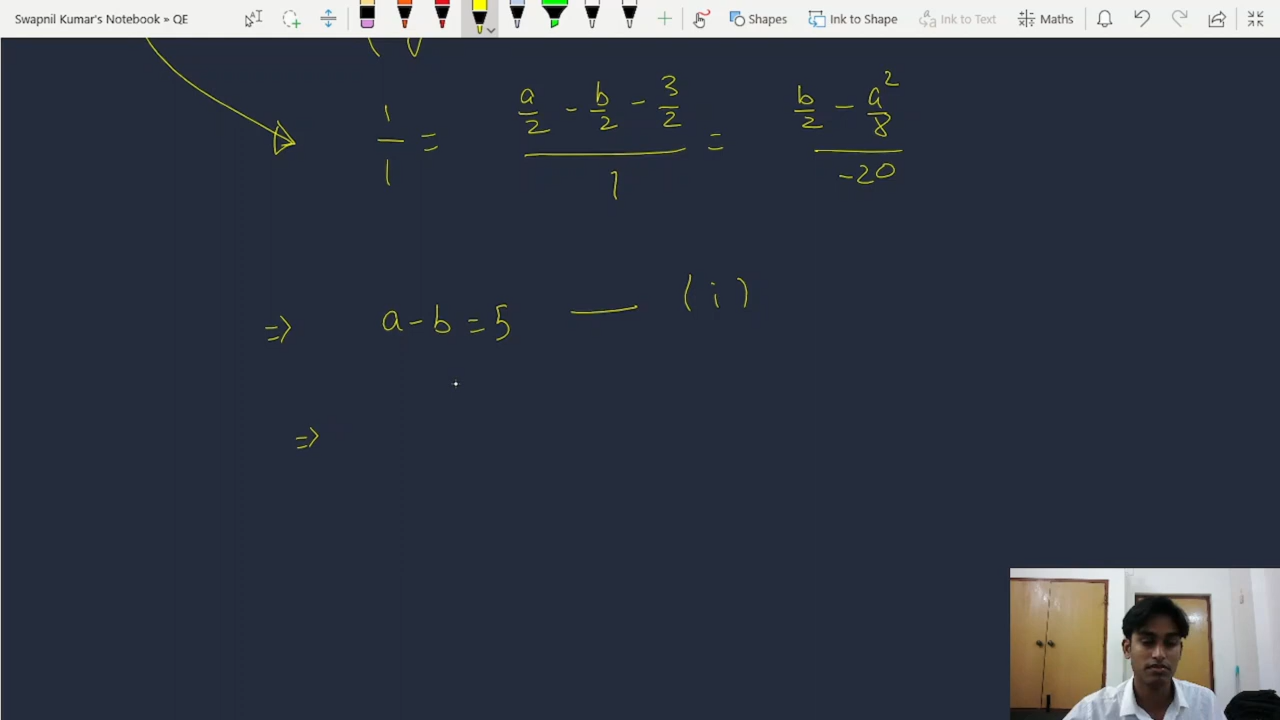 Swapnil Kumar's Notebook » QE
Shapes
Ink to Shape
Ink to Text
Maths
1/1 = (a/2 - b/2 - 3/2)/1 = (b/2 - a²/8)/-20
⇒ a - b = 5 — (i)
⇒